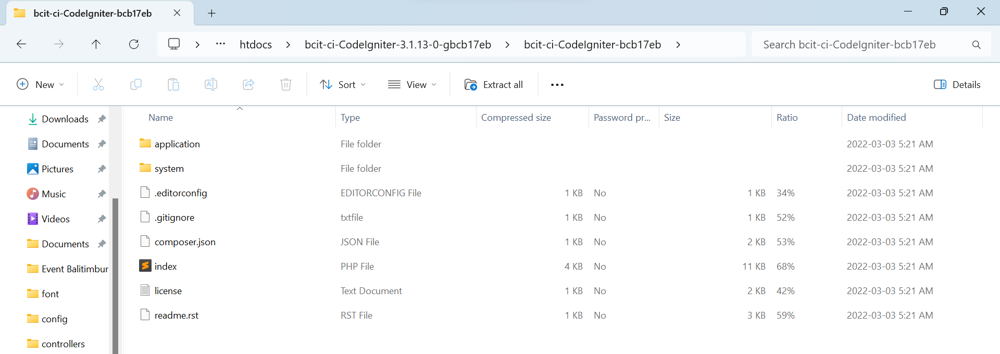 bcit-ci-CodeIgniter-bcb17eb
htdocs > bcit-ci-CodeIgniter-3.1.13-0-gbcb17eb > bcit-ci-CodeIgniter-bcb17eb >
Search bcit-ci-CodeIgniter-bcb17eb
New Sort View Extract all Details
Name Type Compressed size Password pr... Size Ratio Date modified
Downloads
Documents
Pictures
Music
Videos
Documents
Event Balitimbur
font
config
controllers
application File folder 2022-03-03 5:21 AM
system File folder 2022-03-03 5:21 AM
.editorconfig EDITORCONFIG File 1 KB No 1 KB 34% 2022-03-03 5:21 AM
.gitignore txtfile 1 KB No 1 KB 52% 2022-03-03 5:21 AM
composer.json JSON File 1 KB No 2 KB 53% 2022-03-03 5:21 AM
index PHP File 4 KB No 11 KB 68% 2022-03-03 5:21 AM
license Text Document 1 KB No 2 KB 42% 2022-03-03 5:21 AM
readme.rst RST File 1 KB No 3 KB 59% 2022-03-03 5:21 AM